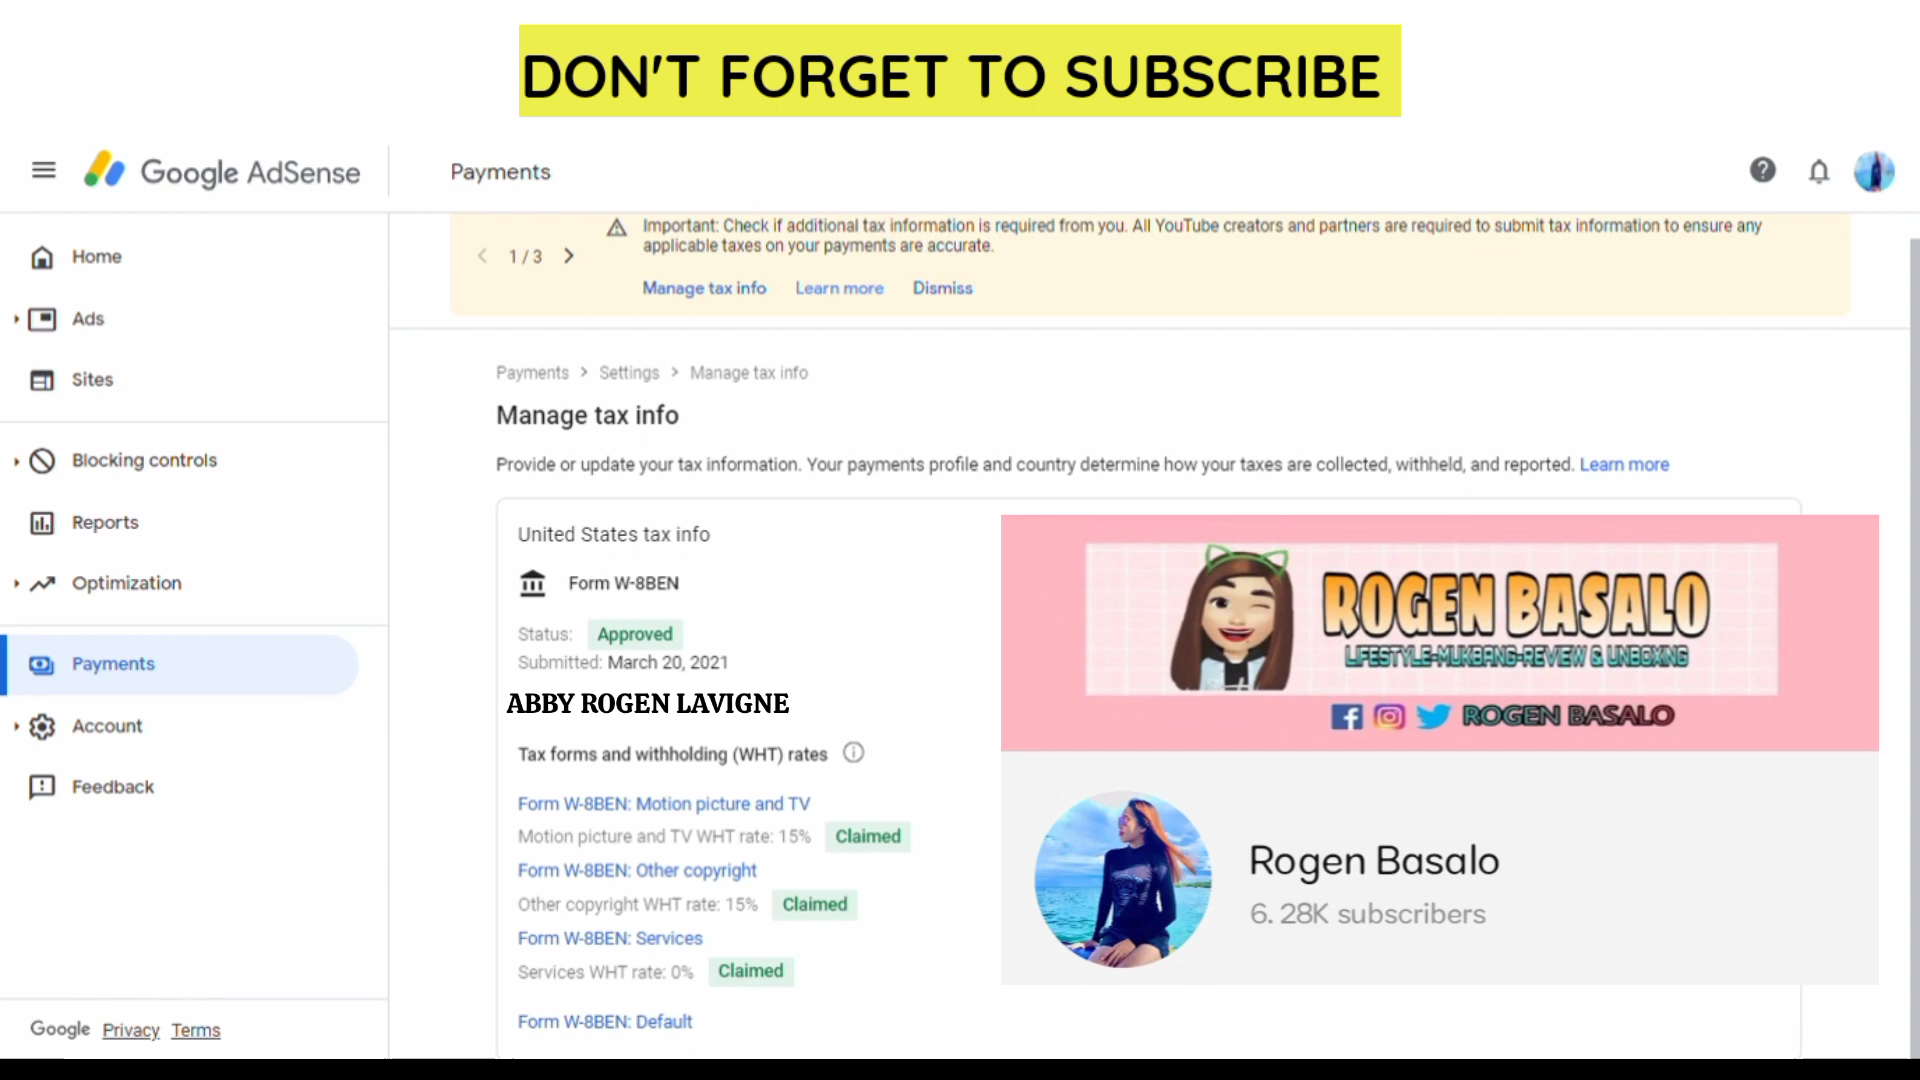 DON'T FORGET TO SUBSCRIBE
Google AdSense
Payments
Important: Check if additional tax information is required from you. All YouTube creators and partners are required to submit tax information to ensure any
applicable taxes on your payments are accurate.
1 / 3
Manage tax info Learn more Dismiss
Home
Ads
Sites
Blocking controls
Reports
Optimization
Payments
Account
Feedback
Google Privacy Terms
Payments > Settings > Manage tax info
Manage tax info
Provide or update your tax information. Your payments profile and country determine how your taxes are collected, withheld, and reported. Learn more
United States tax info
Form W-8BEN
Status: Approved
Submitted: March 20, 2021
ABBY ROGEN LAVIGNE
Tax forms and withholding (WHT) rates
Form W-8BEN: Motion picture and TV
Motion picture and TV WHT rate: 15% Claimed
Form W-8BEN: Other copyright
Other copyright WHT rate: 15% Claimed
Form W-8BEN: Services
Services WHT rate: 0% Claimed
Form W-8BEN: Default
ROGEN BASALO
LIFESTYLE-MUKBANG-REVIEW & UNBOXING
ROGEN BASALO
Rogen Basalo
6. 28K subscribers